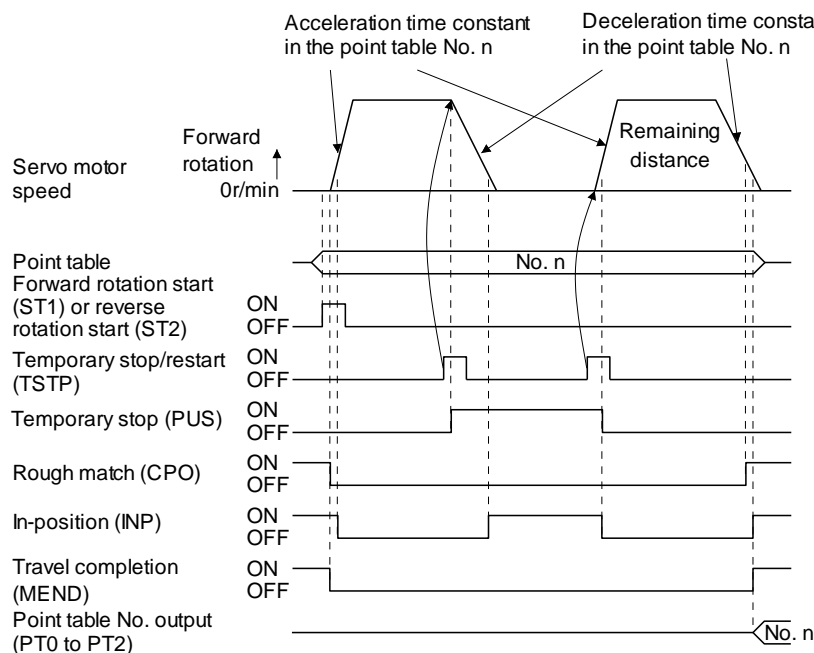 Acceleration time constant
in the point table No. n
Deceleration time consta
in the point table No. n
Forward
rotation
0r/min
Servo motor
speed
Remaining
distance
Point table
No. n
Forward rotation start
(ST1) or reverse
rotation start (ST2)
ON
OFF
Temporary stop/restart
(TSTP)
ON
OFF
Temporary stop (PUS)
ON
OFF
Rough match (CPO)
ON
OFF
In-position (INP)
ON
OFF
Travel completion
(MEND)
ON
OFF
Point table No. output
(PT0 to PT2)
No. n